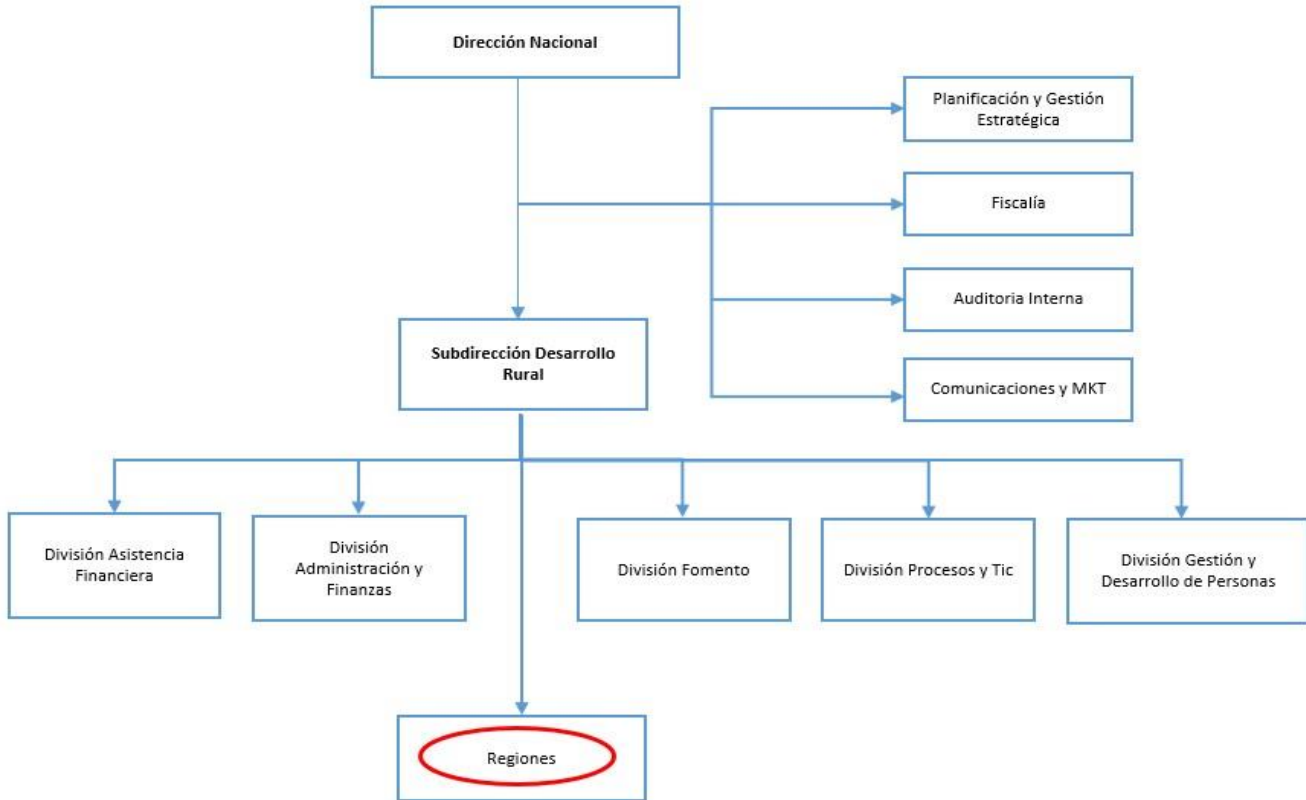 Dirección Nacional
Planificación y Gestión
Estratégica
Fiscalía
Auditoria Interna
Subdirección Desarrollo
Rural
Comunicaciones y MKT
División Asistencia
Financiera
División
Administración y
Finanzas
División Fomento
División Procesos y Tic
División Gestión y
Desarrollo de Personas
Regiones